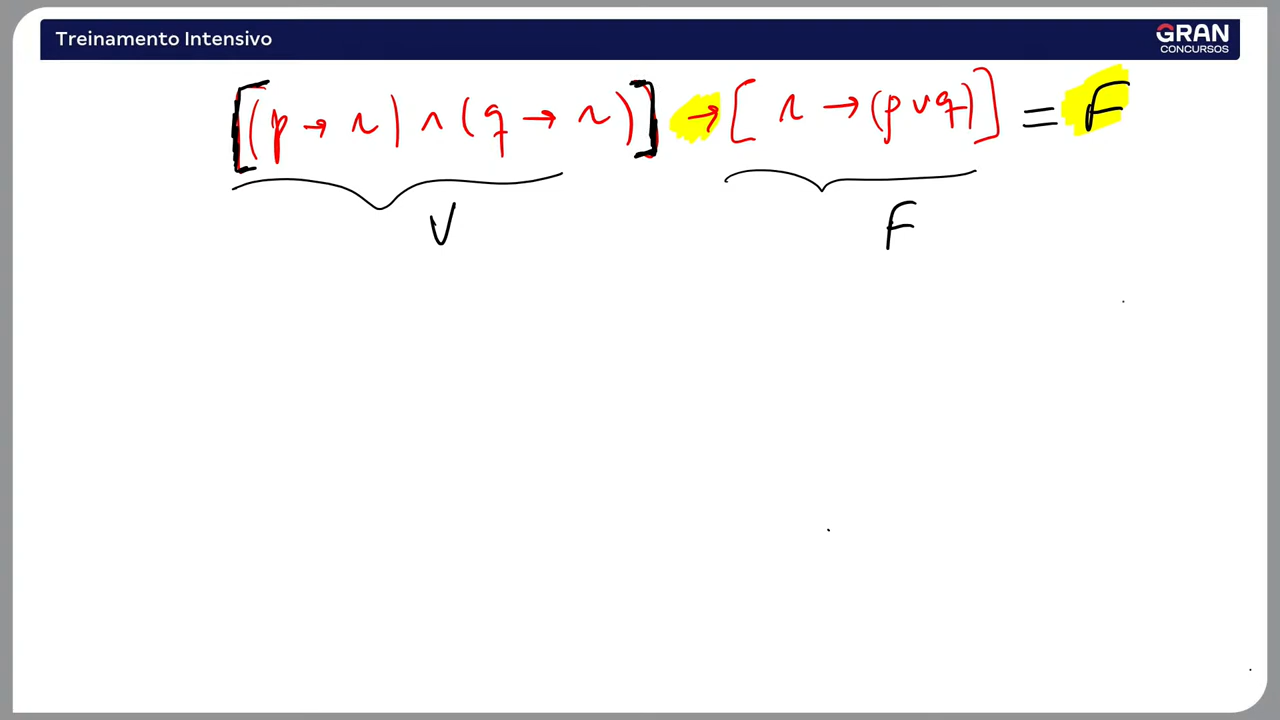 Treinamento Intensivo
GRAN
CONCURSOS
[(p → r) ∧ (q → r)] → [r → (p ∨ q)] = F
V F